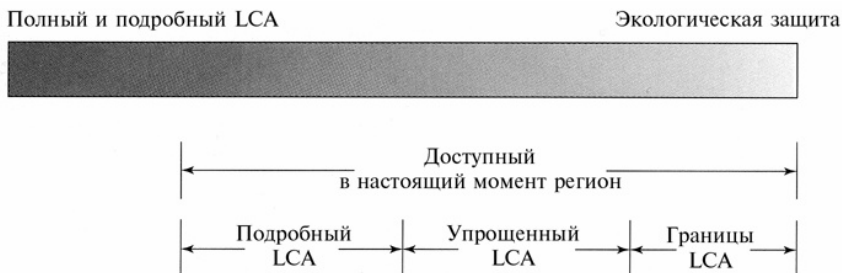 Полный и подробный LCA
Экологическая защита
Доступный
в настоящий момент регион
Подробный
LCA
Упрощенный
LCA
Границы
LCA